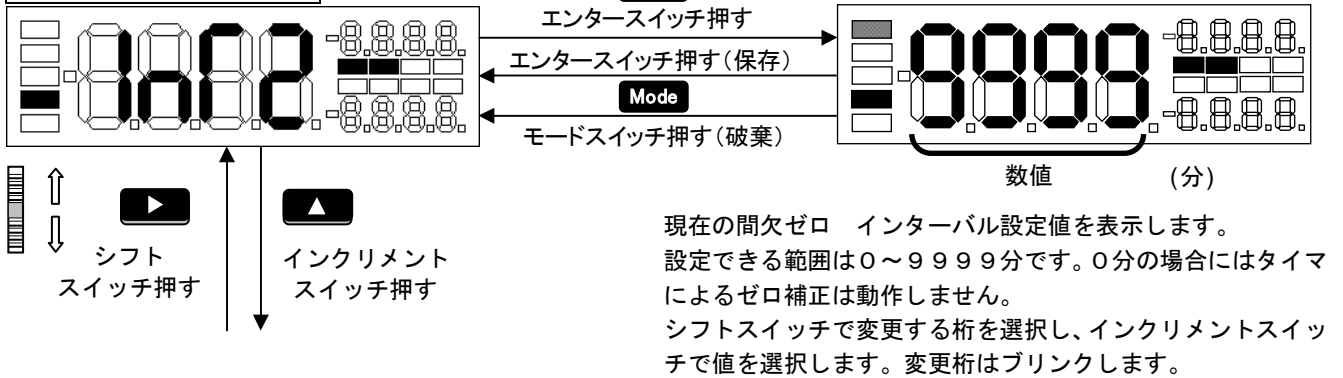 エンタースイッチ押す
エンタースイッチ押す(保存)
Mode
モードスイッチ押す(破棄)
9999
数値 (分)
シフト
スイッチ押す
インクリメント
スイッチ押す
現在の間欠ゼロ　インターバル設定値を表示します。
設定できる範囲は0～9999分です。0分の場合にはタイマ
によるゼロ補正は動作しません。
シフトスイッチで変更する桁を選択し、インクリメントスイッ
チで値を選択します。変更桁はブリンクします。